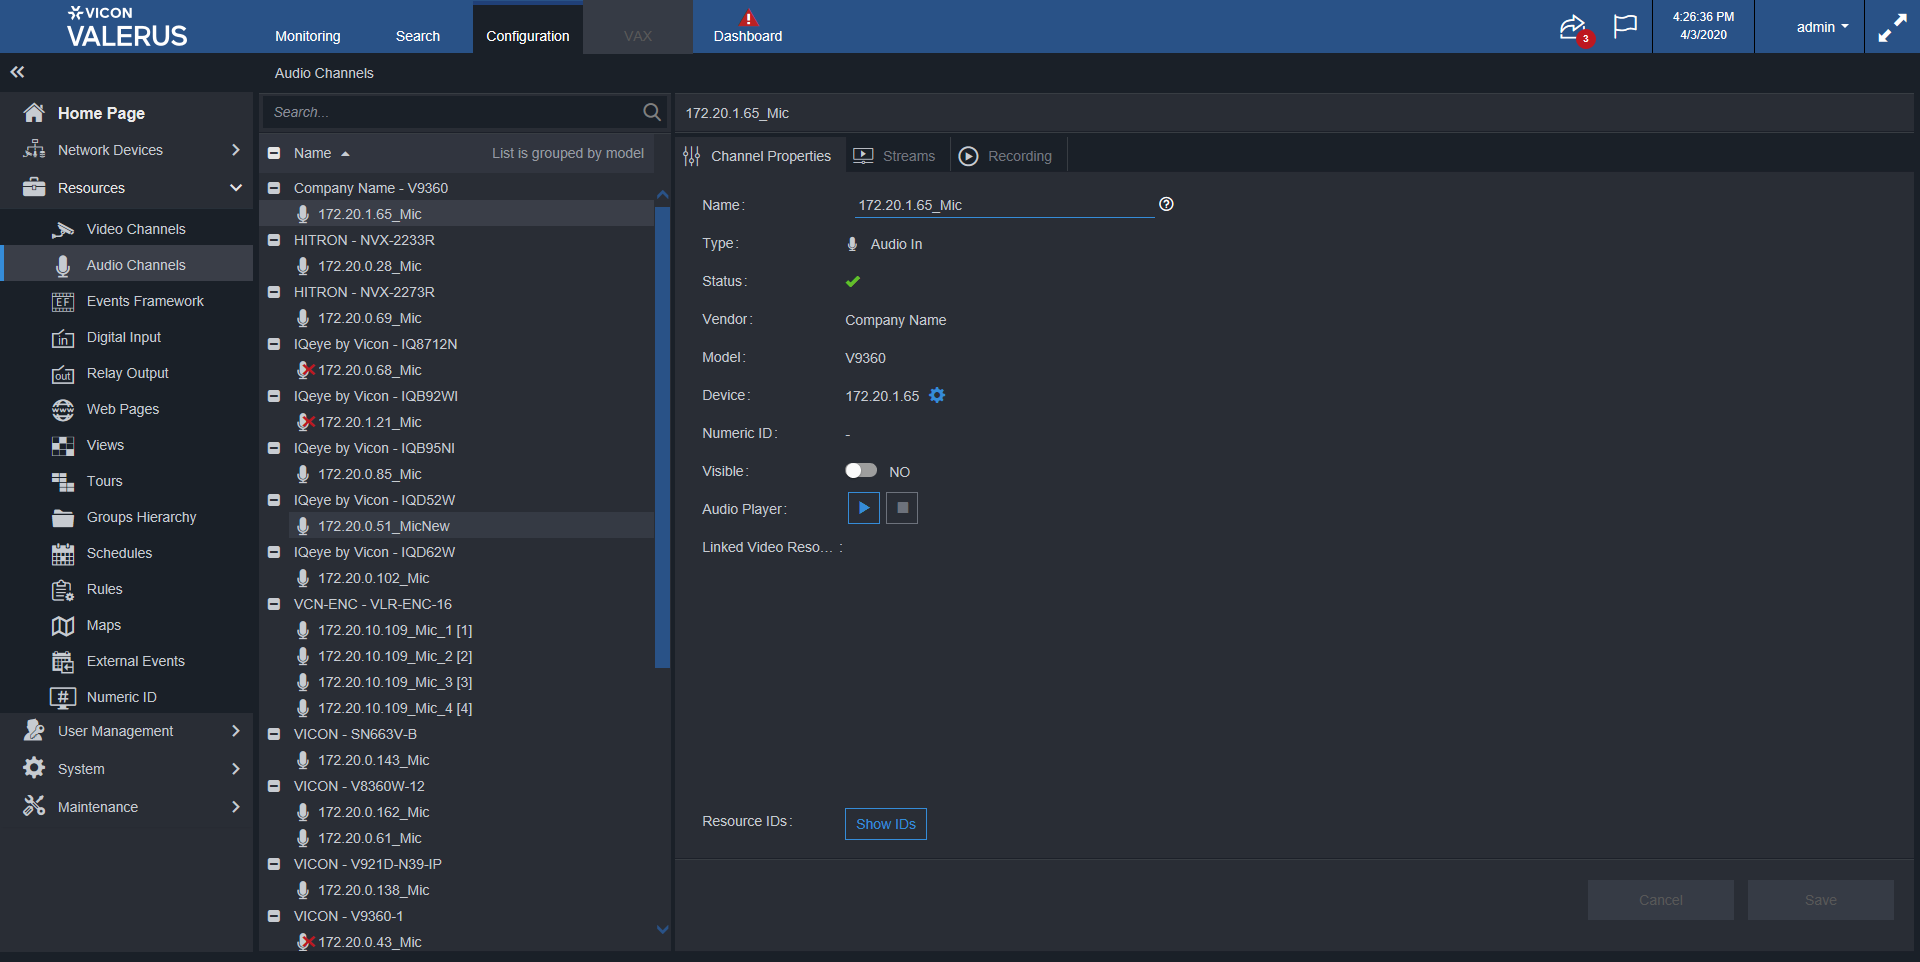 VICON
VALERUS
Monitoring
Search
Configuration
VAX
Dashboard
3
4:26:36 PM
4/3/2020
admin
Audio Channels
Home Page
Network Devices
Resources
Video Channels
Audio Channels
EF
Events Framework
in
Digital Input
out
Relay Output
www
Web Pages
Views
Tours
Groups Hierarchy
Schedules
Rules
Maps
External Events
#
Numeric ID
User Management
System
Maintenance
Search...
Name
List is grouped by model
Company Name - V9360
172.20.1.65_Mic
HITRON - NVX-2233R
172.20.0.28_Mic
HITRON - NVX-2273R
172.20.0.69_Mic
IQeye by Vicon - IQ8712N
172.20.0.68_Mic
IQeye by Vicon - IQB92WI
172.20.1.21_Mic
IQeye by Vicon - IQB95NI
172.20.0.85_Mic
IQeye by Vicon - IQD52W
172.20.0.51_MicNew
IQeye by Vicon - IQD62W
172.20.0.102_Mic
VCN-ENC - VLR-ENC-16
172.20.10.109_Mic_1 [1]
172.20.10.109_Mic_2 [2]
172.20.10.109_Mic_3 [3]
172.20.10.109_Mic_4 [4]
VICON - SN663V-B
172.20.0.143_Mic
VICON - V8360W-12
172.20.0.162_Mic
172.20.0.61_Mic
VICON - V921D-N39-IP
172.20.0.138_Mic
VICON - V9360-1
172.20.0.43_Mic
172.20.1.65_Mic
Channel Properties
Streams
Recording
Name: 172.20.1.65_Mic
Type: Audio In
Status:
Vendor: Company Name
Model: V9360
Device: 172.20.1.65
Numeric ID: -
Visible: NO
Audio Player:
Linked Video Reso... :
Resource IDs: Show IDs
Cancel
Save